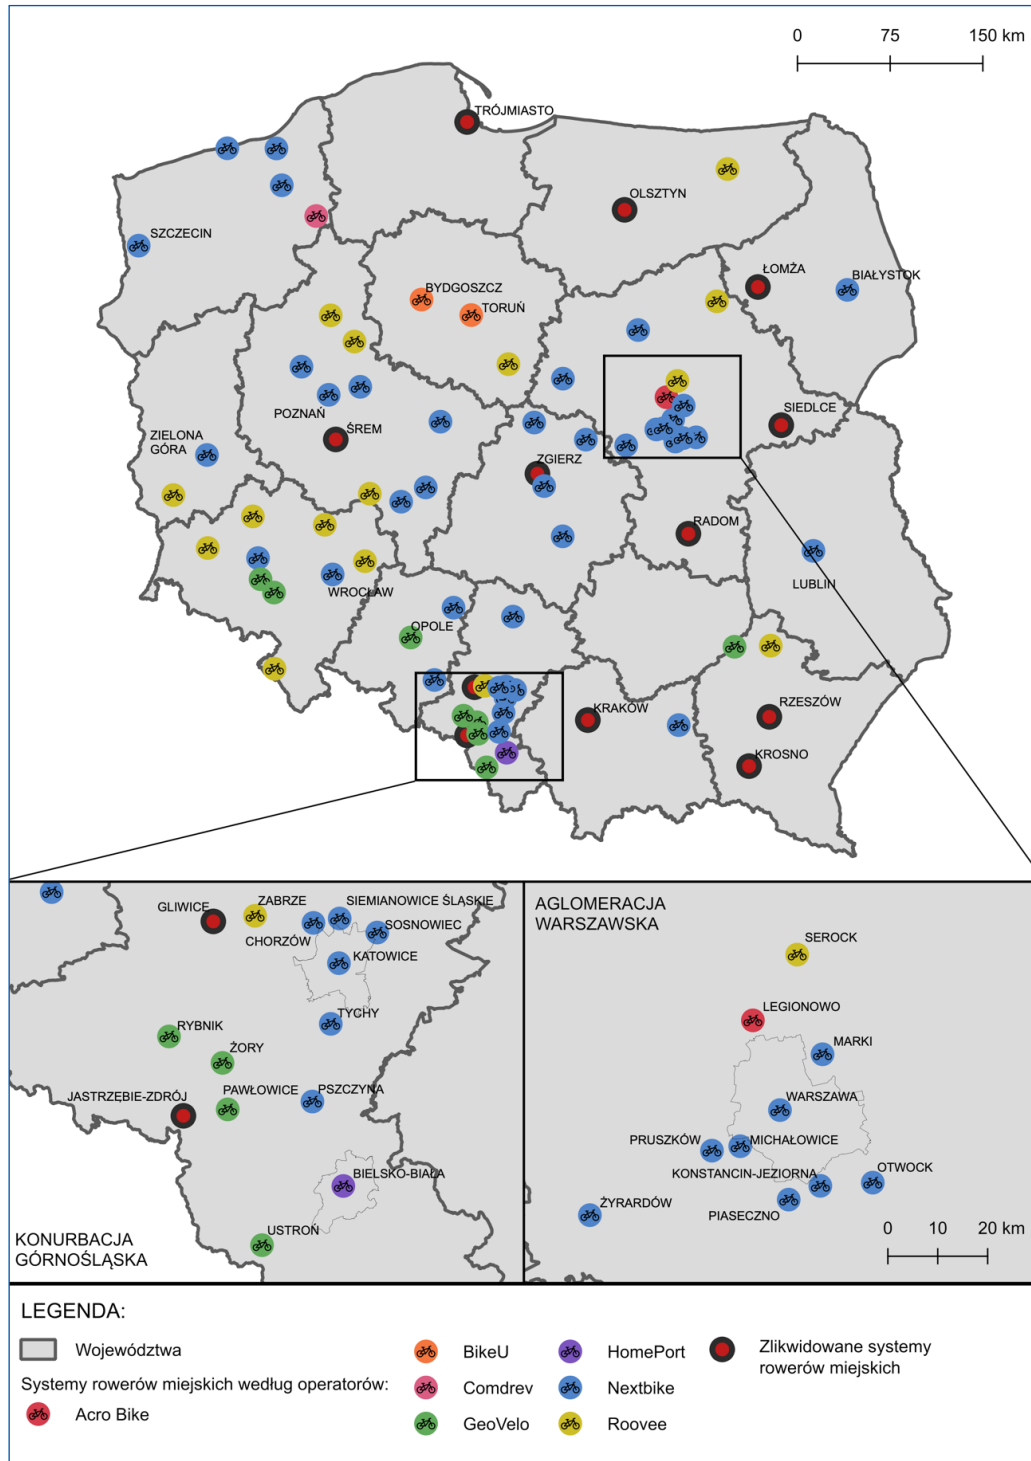 0 75 150 km
TRÓJMIASTO
OLSZTYN
SZCZECIN
ŁOMŻA
BIAŁYSTOK
BYDGOSZCZ
TORUŃ
SIEDLCE
POZNAŃ
ŚREM
ZIELONA
GÓRA
ZGIERZ
RADOM
LUBLIN
WROCŁAW
OPOLE
KRAKÓW
RZESZÓW
KROSNO
GLIWICE
ZABRZE
SIEMIANOWICE ŚLĄSKIE
CHORZÓW
SOSNOWIEC
KATOWICE
TYCHY
RYBNIK
ŻORY
JASTRZĘBIE-ZDRÓJ
PAWŁOWICE
PSZCZYNA
BIELSKO-BIAŁA
USTROŃ
KONURBACJA
GÓRNOŚLĄSKA
AGLOMERACJA
WARSZAWSKA
SEROCK
LEGIONOWO
MARKI
WARSZAWA
PRUSZKÓW
MICHAŁOWICE
KONSTANCIN-JEZIORNA
OTWOCK
ŻYRARDÓW
PIASECZNO
0 10 20 km
LEGENDA:
Województwa
Systemy rowerów miejskich według operatorów:
Acro Bike
BikeU
Comdrev
GeoVelo
HomePort
Nextbike
Roovee
Zlikwidowane systemy
rowerów miejskich